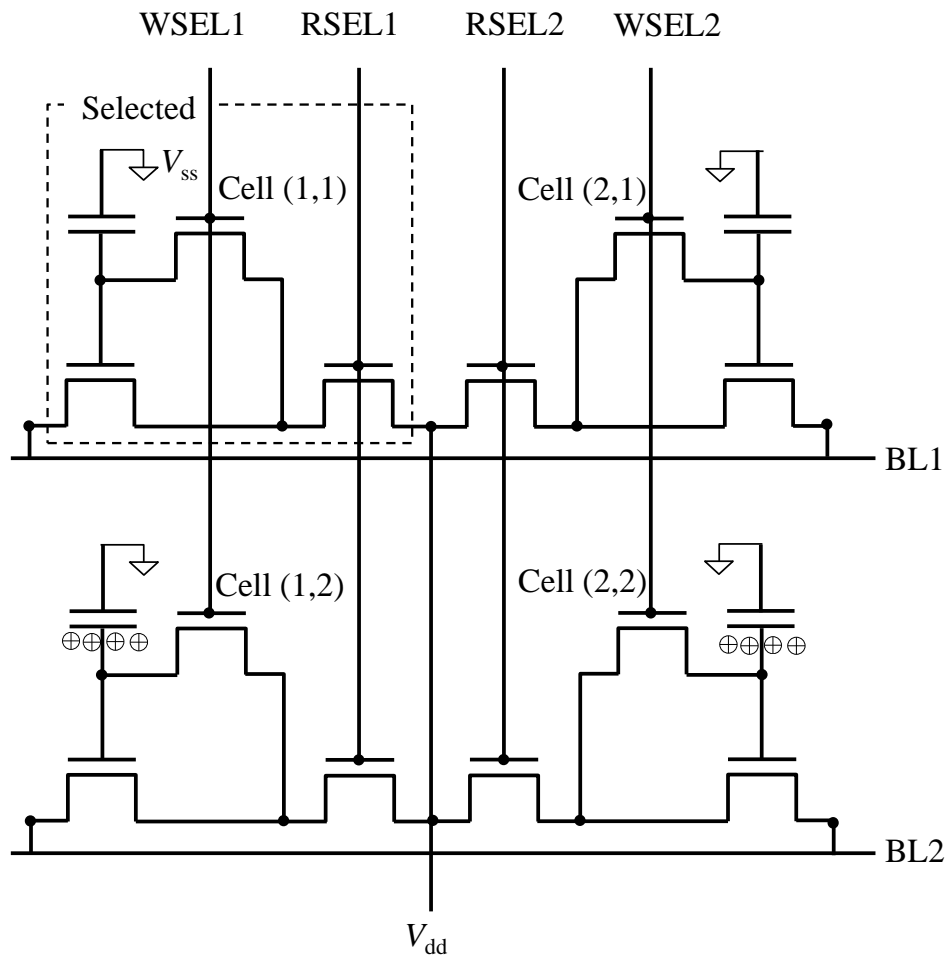 WSEL1 RSEL1 RSEL2 WSEL2
Selected
Vss
Cell (1,1) Cell (2,1)
BL1
Cell (1,2) Cell (2,2)
BL2
Vdd